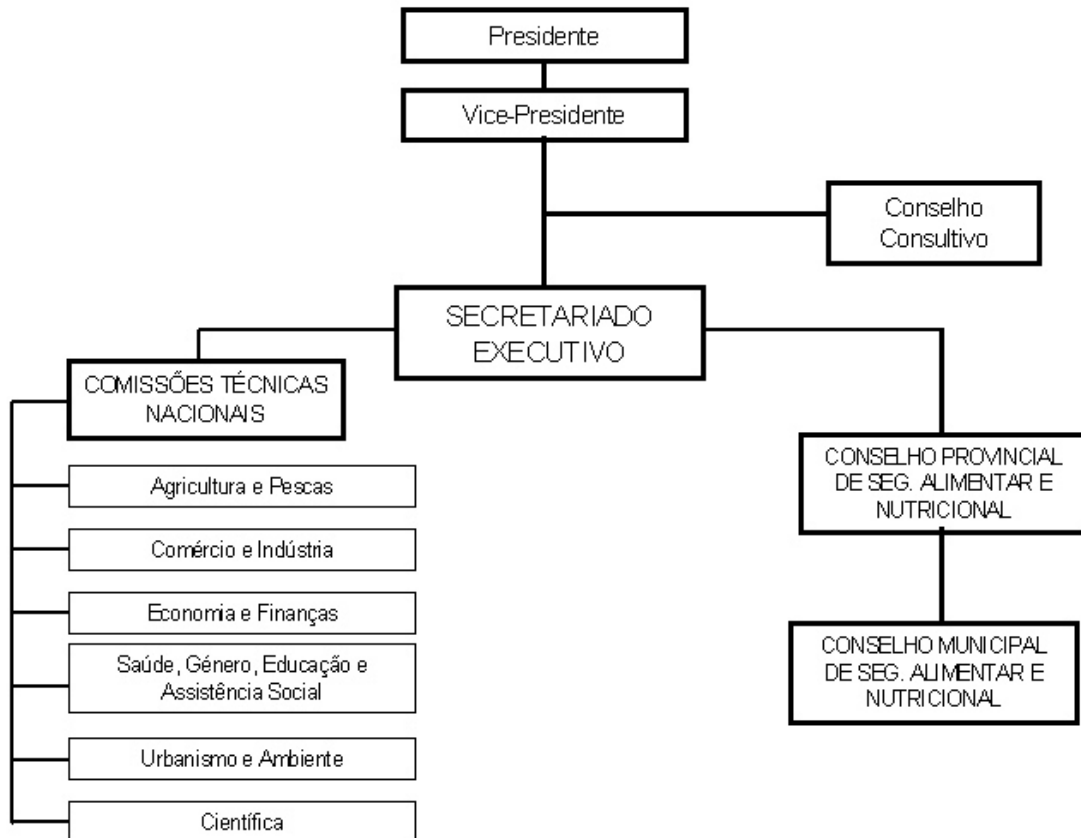 Presidente
Vice-Presidente
Conselho
Consultivo
SECRETARIADO
EXECUTIVO
COMISSÕES TÉCNICAS
NACIONAIS
Agricultura e Pescas
Comércio e Indústria
Economia e Finanças
Saúde, Género, Educação e
Assistência Social
Urbanismo e Ambiente
Científica
CONSELHO PROVINCIAL
DE SEG. ALIMENTAR E
NUTRICIONAL
CONSELHO MUNICIPAL
DE SEG. ALIMENTAR E
NUTRICIONAL